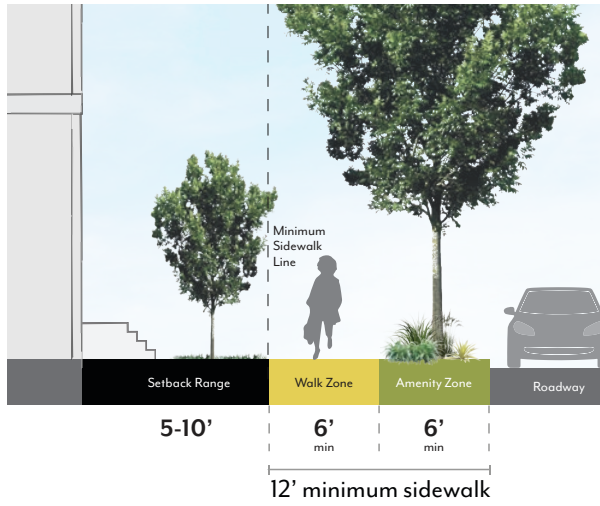 Minimum
Sidewalk
Line
Setback Range
Walk Zone
Amenity Zone
Roadway
5-10’
6’
min
6’
min
12’ minimum sidewalk